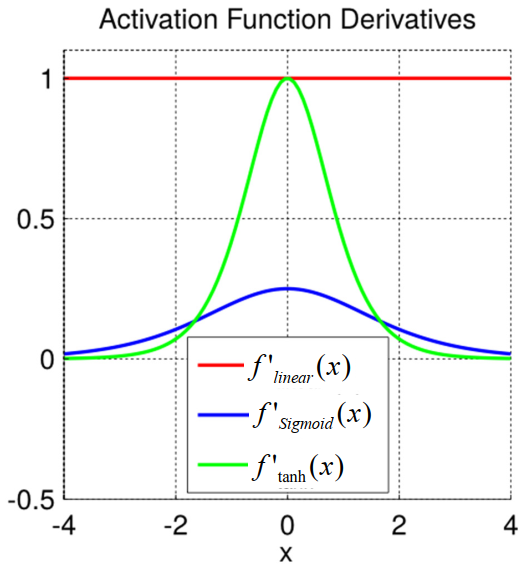 Activation Function Derivatives
1
0.5
0
-0.5
-4 -2 0 2 4
x
f'linear(x)
f'Sigmoid(x)
f'tanh(x)